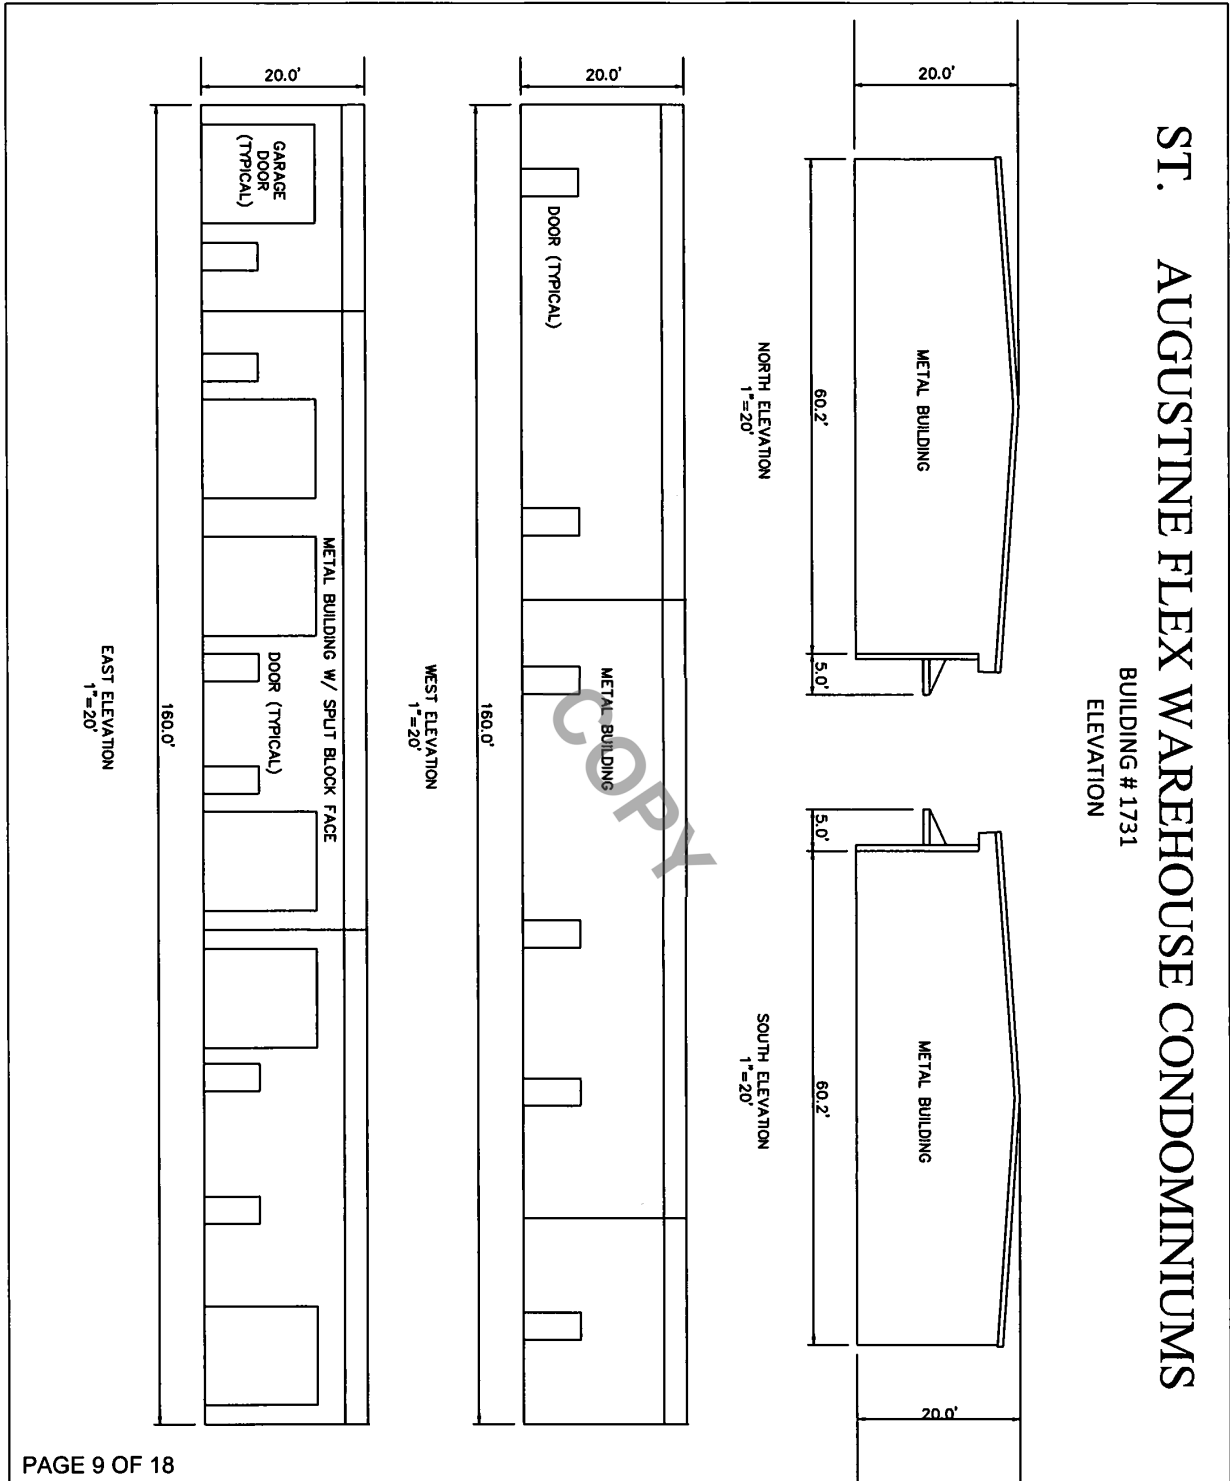 ST. AUGUSTINE FLEX WAREHOUSE CONDOMINIUMS
BUILDING # 1731
ELEVATION
20.0'
METAL BUILDING
60.2'
5.0'
NORTH ELEVATION
1"=20'
20.0'
METAL BUILDING
5.0'
60.2'
SOUTH ELEVATION
1"=20'
20.0'
DOOR (TYPICAL)
METAL BUILDING
160.0'
WEST ELEVATION
1"=20'
20.0'
GARAGE
DOOR
(TYPICAL)
METAL BUILDING W/ SPLIT BLOCK FACE
DOOR (TYPICAL)
160.0'
EAST ELEVATION
1"=20'
COPY
PAGE 9 OF 18